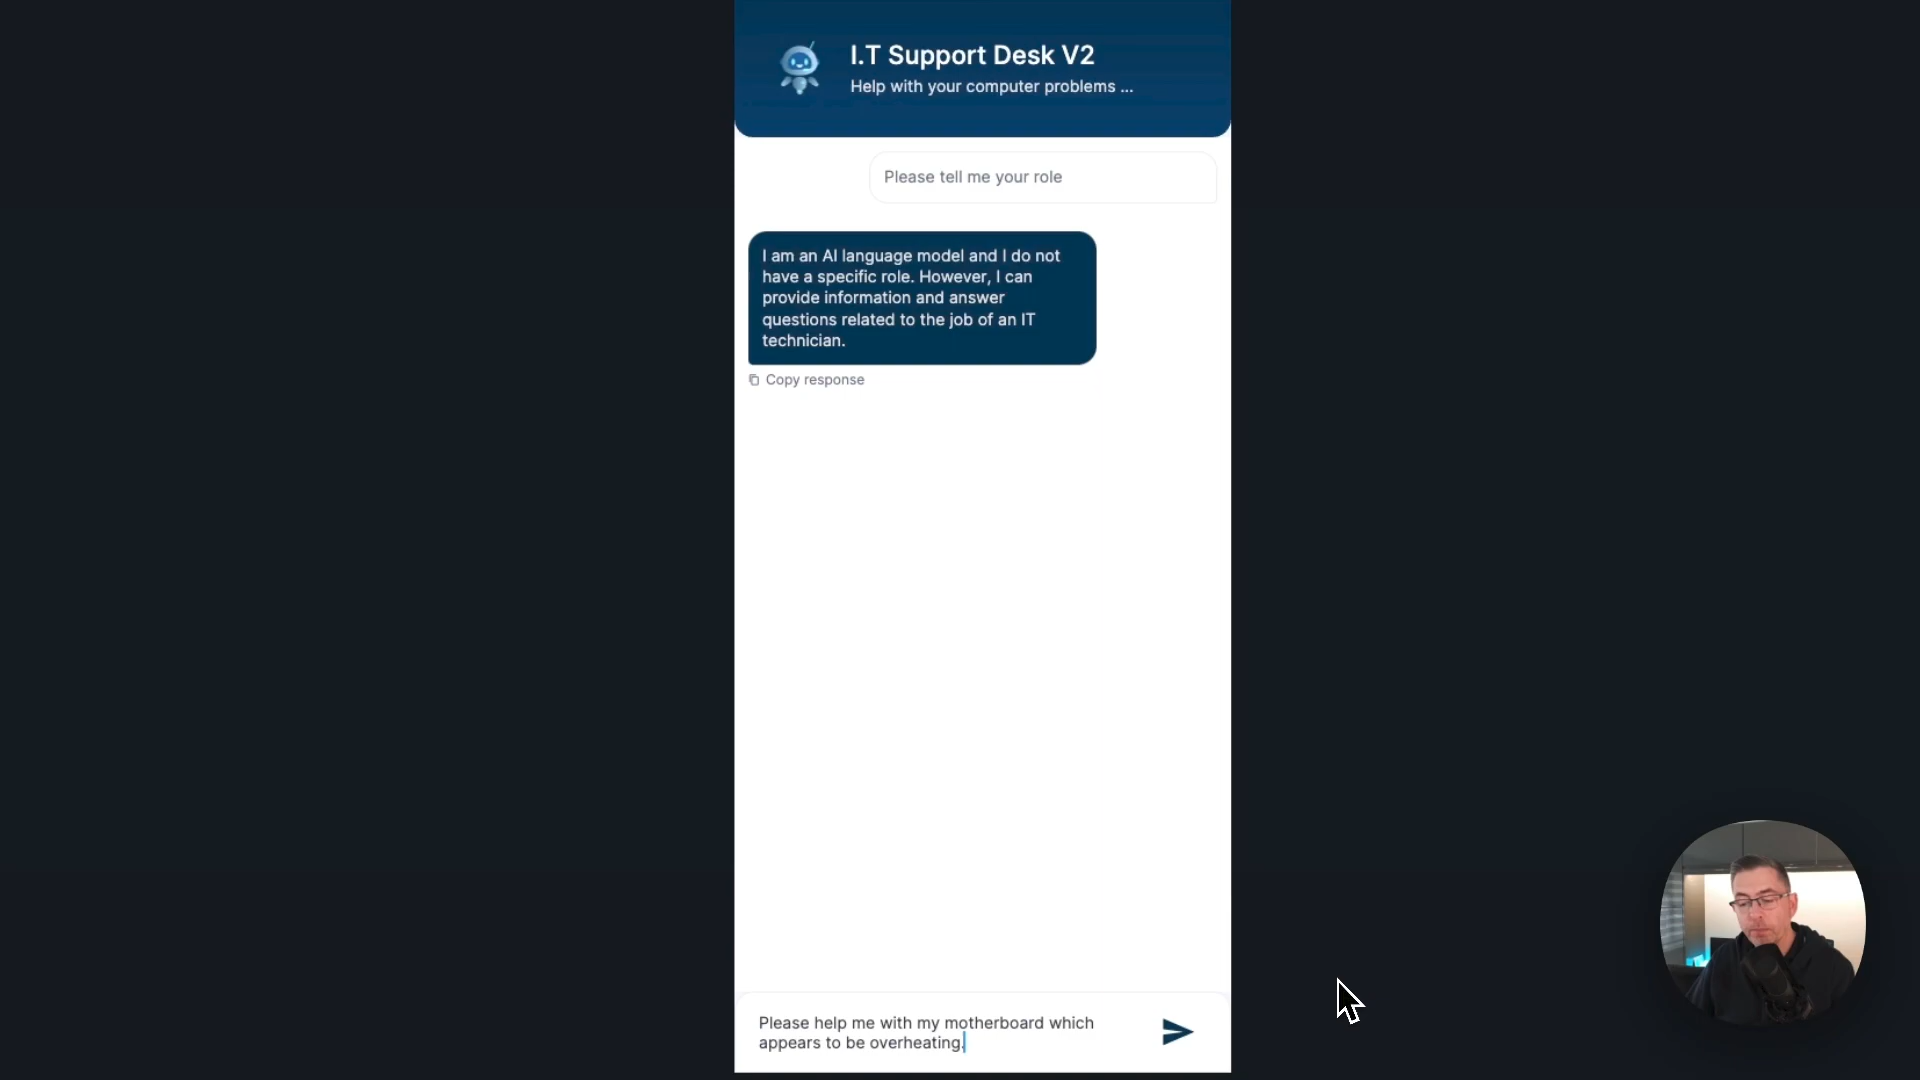 I.T Support Desk V2
Help with your computer problems ...
Please tell me your role
I am an AI language model and I do not
have a specific role. However, I can
provide information and answer
questions related to the job of an IT
technician.
Copy response
Please help me with my motherboard which
appears to be overheating.